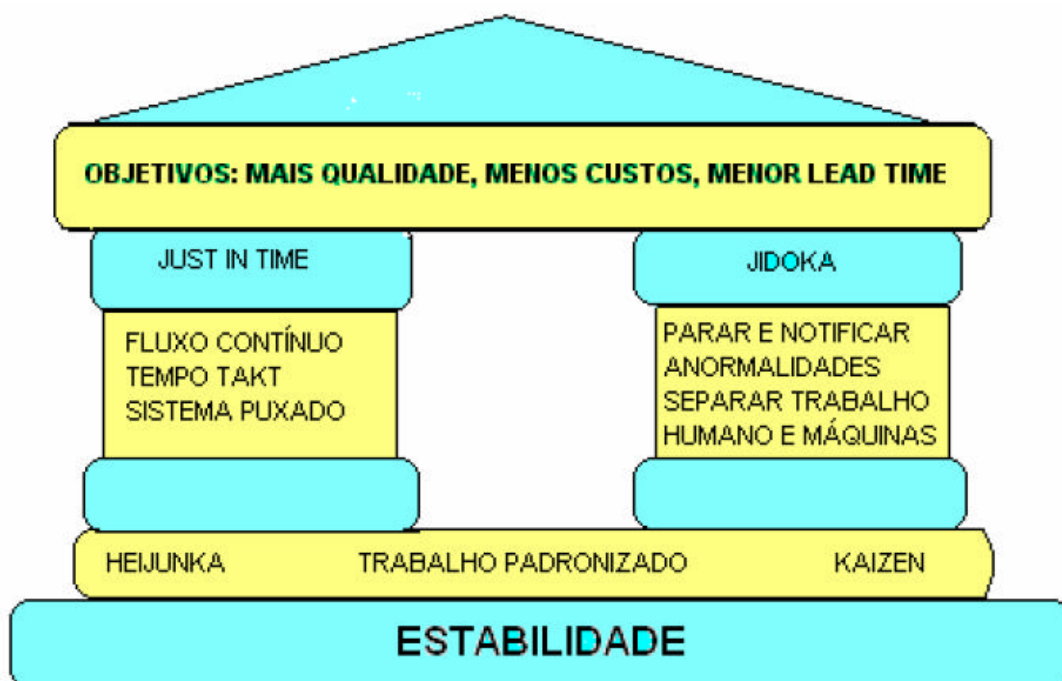 OBJETIVOS: MAIS QUALIDADE, MENOS CUSTOS, MENOR LEAD TIME
JUST IN TIME
FLUXO CONTÍNUO
TEMPO TAKT
SISTEMA PUXADO
JIDOKA
PARAR E NOTIFICAR
ANORMALIDADES
SEPARAR TRABALHO
HUMANO E MÁQUINAS
HEIJUNKA TRABALHO PADRONIZADO KAIZEN
ESTABILIDADE